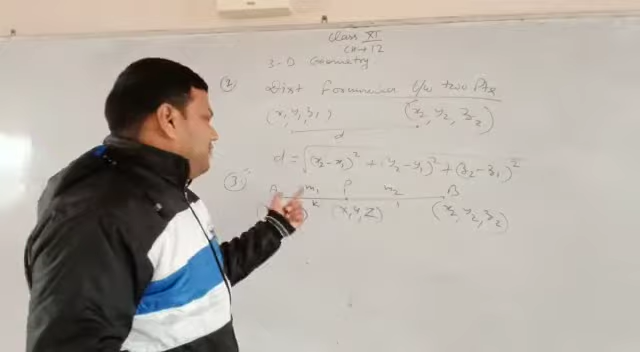 Class XI
CH-12
3-D Geometry
(2) Dist Formula b/w two Pts
(x₁ y₁ z₁) (x₂, y₂, z₂)
d
d = √(x₂-x₁)² + (y₂-y₁)² + (z₂-z₁)²
(3)
A m₁ P m₂ B
k 1
(x, y, z) (x₂, y₂, z₂)